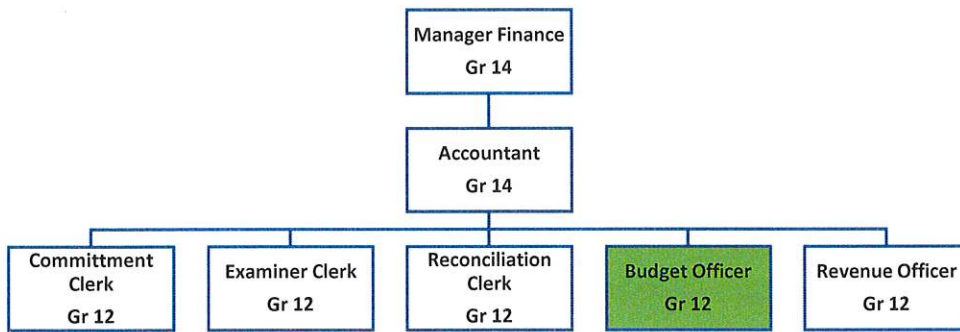 Manager Finance
Gr 14
Accountant
Gr 14
Committment
Clerk
Gr 12
Examiner Clerk
Gr 12
Reconciliation
Clerk
Gr 12
Budget Officer
Gr 12
Revenue Officer
Gr 12